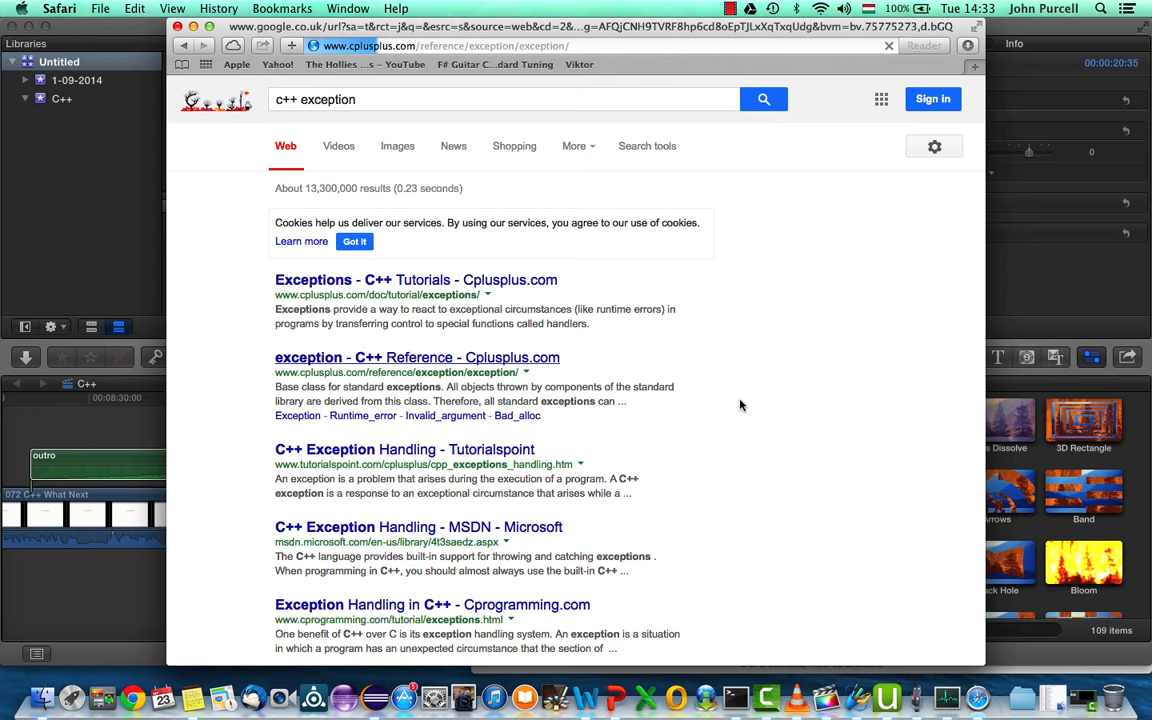 Safari File Edit View History Bookmarks Window Help 100% Tue 14:33 John Purcell
www.google.co.uk/url?sa=t&rct=j&q=&esrc=s&source=web&cd=2&...g=AFQjCNH9TVRF8hp6cd8oEpTJLxXqTxqUdg&bvm=bv.75775273,d.bGQ
Libraries
Info
www.cplusplus.com/reference/exception/exception/
Reader
Untitled
00:00:20:35
Apple Yahoo! The Hollies ...s - YouTube F# Guitar C...dard Tuning Viktor
1-09-2014
C++
c++ exception
Sign in
Web Videos Images News Shopping More Search tools
0
About 13,300,000 results (0.23 seconds)
Cookies help us deliver our services. By using our services, you agree to our use of cookies.
Learn more Got it
Exceptions - C++ Tutorials - Cplusplus.com
www.cplusplus.com/doc/tutorial/exceptions/
Exceptions provide a way to react to exceptional circumstances (like runtime errors) in
programs by transferring control to special functions called handlers.
exception - C++ Reference - Cplusplus.com
www.cplusplus.com/reference/exception/exception/
Base class for standard exceptions. All objects thrown by components of the standard
library are derived from this class. Therefore, all standard exceptions can ...
Exception - Runtime_error - Invalid_argument - Bad_alloc
C++
00:08:30:00
outro
072 C++ What Next
C++ Exception Handling - Tutorialspoint
www.tutorialspoint.com/cplusplus/cpp_exceptions_handling.htm
An exception is a problem that arises during the execution of a program. A C++
exception is a response to an exceptional circumstance that arises while a ...
C++ Exception Handling - MSDN - Microsoft
msdn.microsoft.com/en-us/library/4t3saedz.aspx
The C++ language provides built-in support for throwing and catching exceptions .
When programming in C++, you should almost always use the built-in C++ ...
Exception Handling in C++ - Cprogramming.com
www.cprogramming.com/tutorial/exceptions.html
One benefit of C++ over C is its exception handling system. An exception is a situation
in which a program has an unexpected circumstance that the section of ...
s Dissolve 3D Rectangle
Arrows Band
ck Hole Bloom
109 items